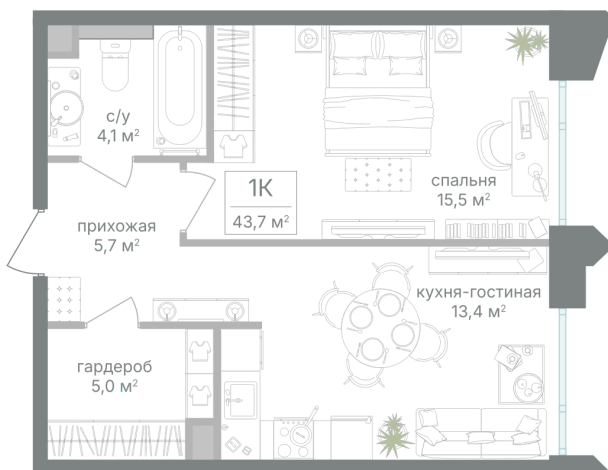 с/у
4,1 м²
1К
43,7 м²
спальня
15,5 м²
прихожая
5,7 м²
кухня-гостиная
13,4 м²
гардероб
5,0 м²